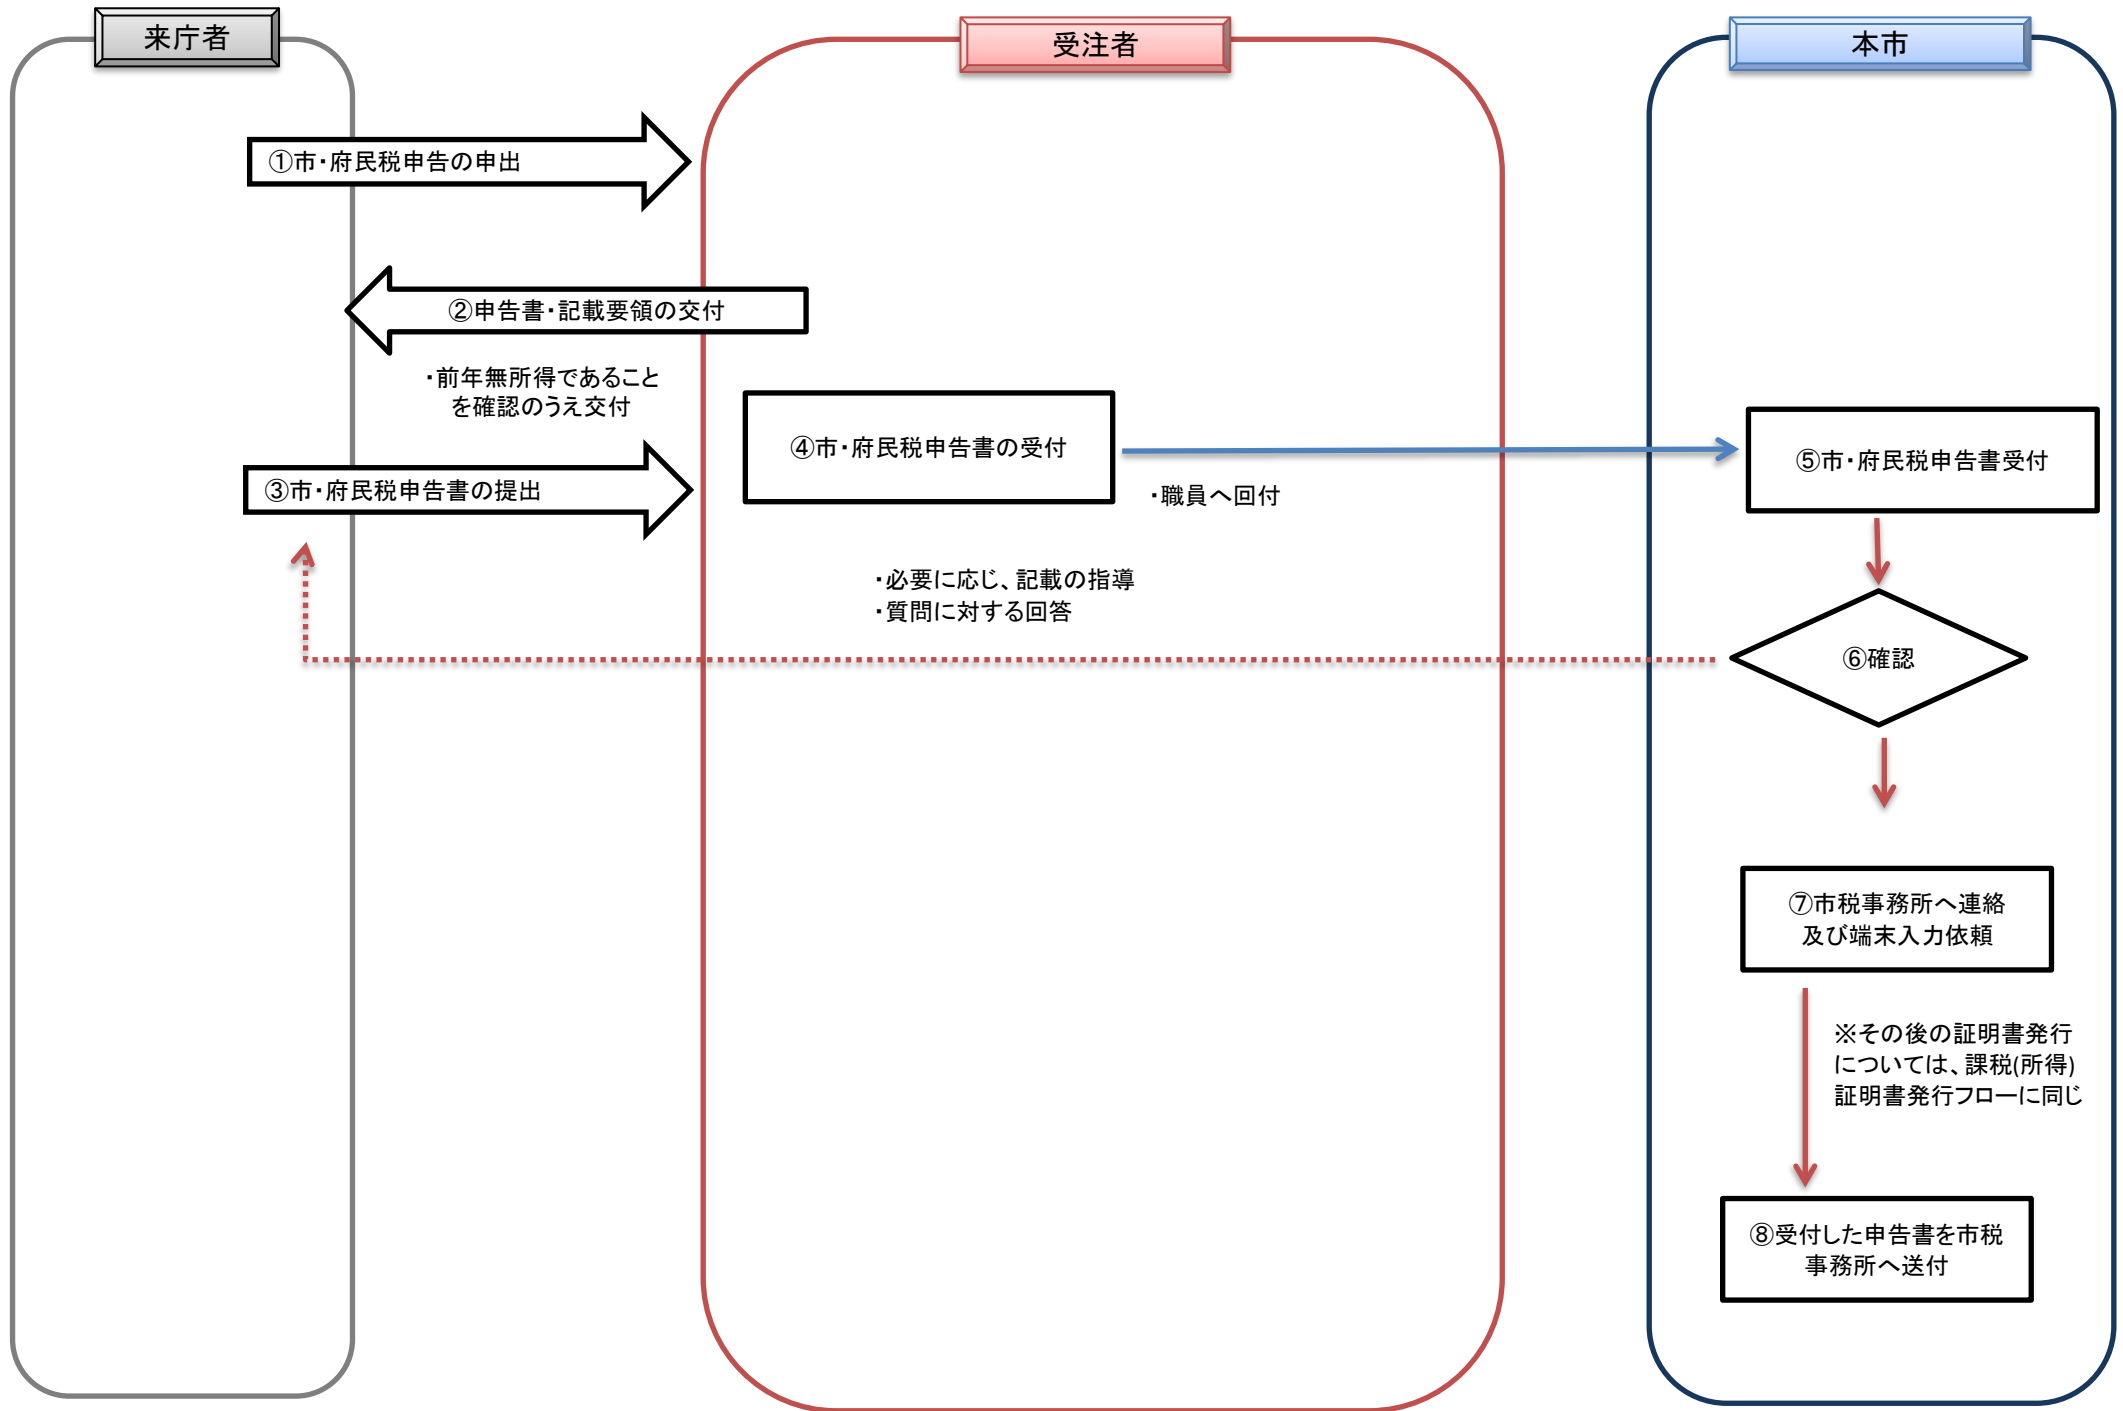 来庁者
受注者
本市
①市・府民税申告の申出
②申告書・記載要領の交付
・前年無所得であること
を確認のうえ交付
③市・府民税申告書の提出
④市・府民税申告書の受付
・職員へ回付
⑤市・府民税申告書受付
・必要に応じ、記載の指導
・質問に対する回答
⑥確認
⑦市税事務所へ連絡
及び端末入力依頼
※その後の証明書発行
については、課税(所得)
証明書発行フローに同じ
⑧受付した申告書を市税
事務所へ送付